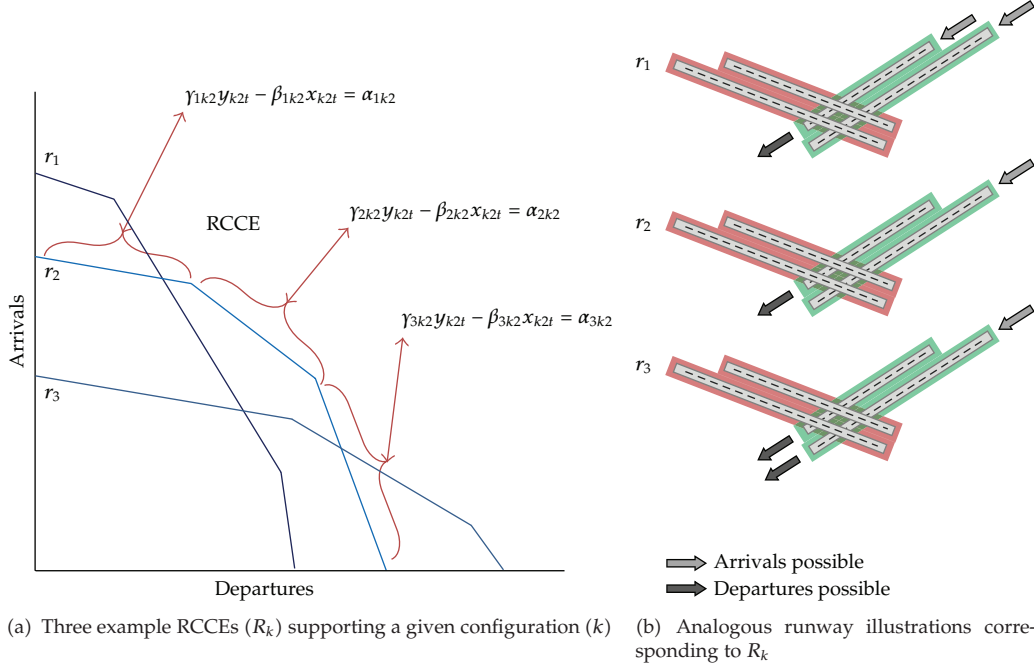 γ1k2yk2t − β1k2xk2t = α1k2
r1
RCCE
γ2k2yk2t − β2k2xk2t = α2k2
r2
γ3k2yk2t − β3k2xk2t = α3k2
r3
Arrivals
Departures
(a) Three example RCCEs (Rk) supporting a given configuration (k)
r1
r2
r3
Arrivals possible
Departures possible
(b) Analogous runway illustrations corre-
sponding to Rk